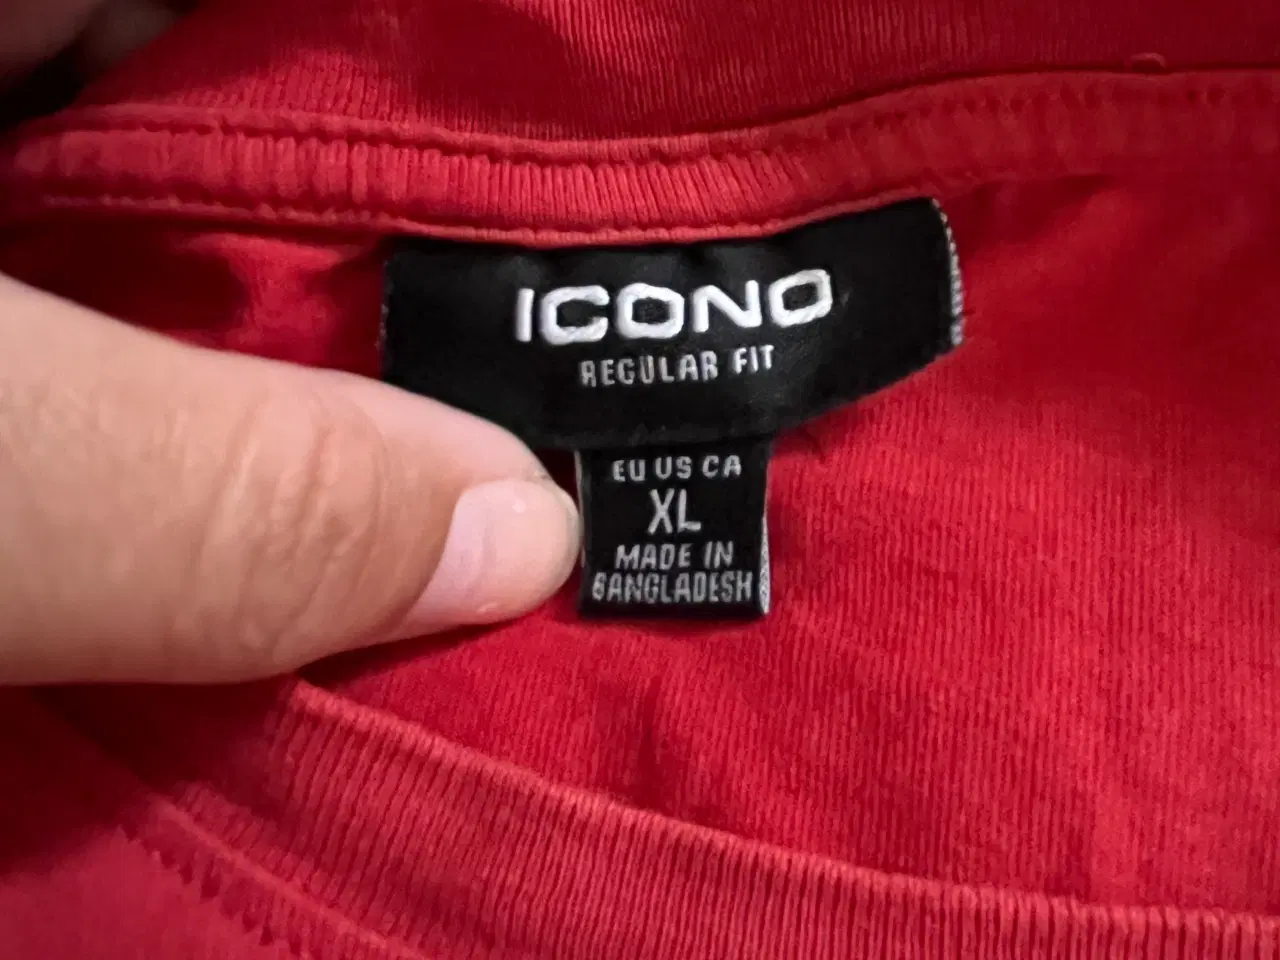 ICONO
REGULAR FIT
EU US CA
XL
MADE IN
BANGLADESH